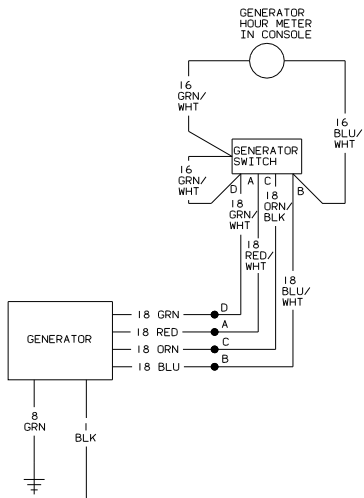 GENERATOR
HOUR METER
IN CONSOLE
16
GRN/
WHT
16
BLU/
WHT
GENERATOR
SWITCH
16
GRN/
WHT
D
A
C
B
18
GRN/
WHT
18
ORN/
BLK
18
RED/
WHT
18
BLU/
WHT
18 GRN
D
18 RED
A
18 ORN
C
18 BLU
B
GENERATOR
8
GRN
1
BLK